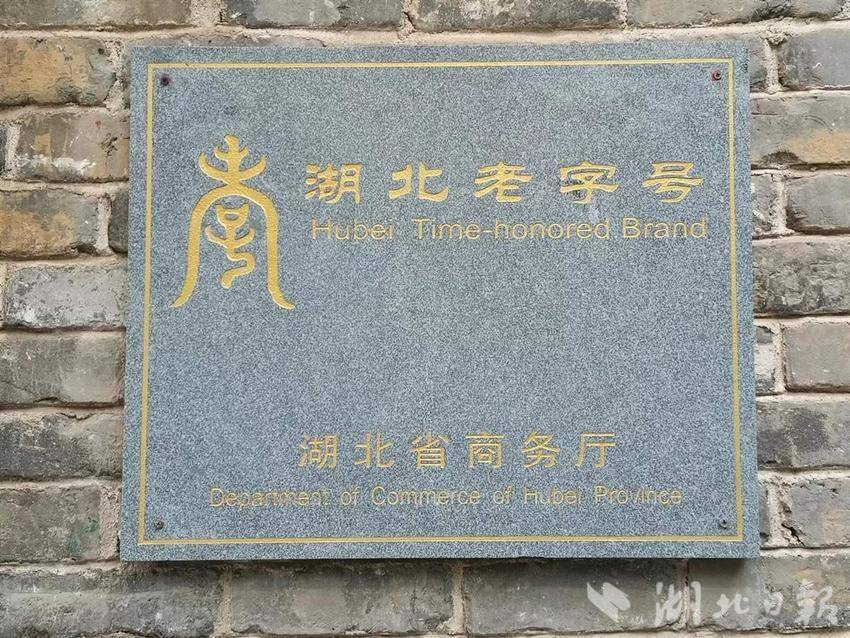 湖北老字号
Hubei Time-honored Brand
湖北省商务厅
Department of Commerce of Hubei Province
湖北日報